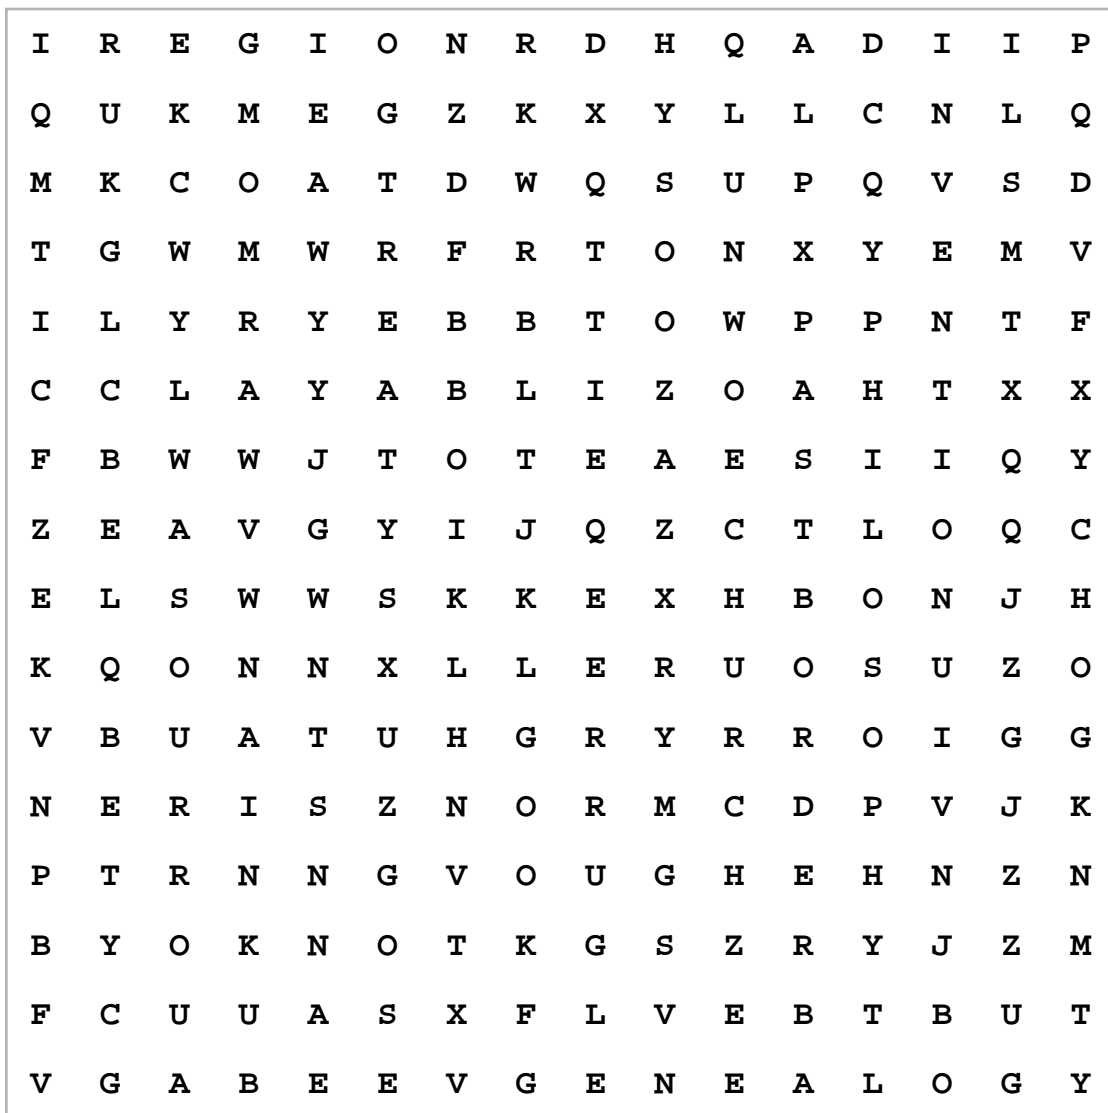 I R E G I O N R D H Q A D I I P
Q U K M E G Z K X Y L L C N L Q
M K C O A T D W Q S U P Q V S D
T G W M W R F R T O N X Y E M V
I L Y R Y E B B T O W P P N T F
C C L A Y A B L I Z O A H T X X
F B W W J T O T E A E S I I Q Y
Z E A V G Y I J Q Z C T L O Q C
E L S W W S K K E X H B O N J H
K Q O N N X L L E R U O S U Z O
V B U A T U H G R Y R R O I G G
N E R I S Z N O R M C D P V J K
P T R N N G V O U G H E H N Z N
B Y O K N O T K G S Z R Y J Z M
F C U U A S X F L V E B T B U T
V G A B E E V G E N E A L O G Y